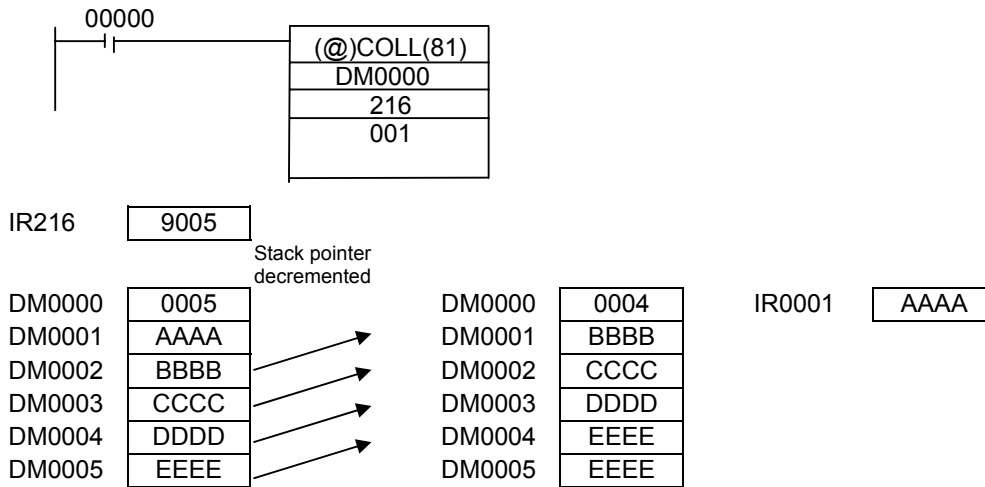 00000
(@)COLL(81)
DM0000
216
001
IR216 9005
Stack pointer
decremented
DM0000 0005 DM0000 0004 IR0001 AAAA
DM0001 AAAA DM0001 BBBB
DM0002 BBBB DM0002 CCCC
DM0003 CCCC DM0003 DDDD
DM0004 DDDD DM0004 EEEE
DM0005 EEEE DM0005 EEEE